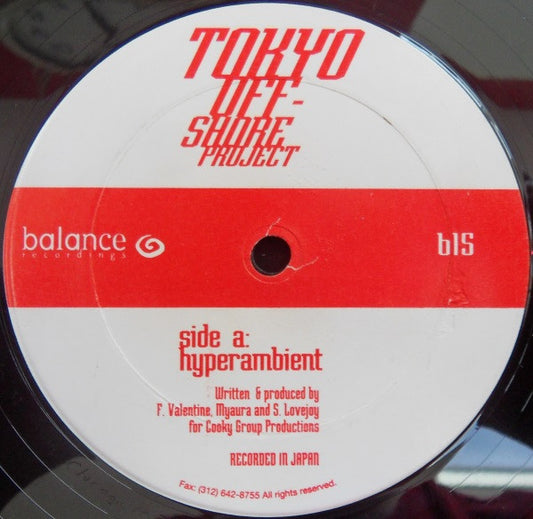 TOKYO
OFF-
SHORE
PROJECT
balance
recordings
b15
side a:
hyperambient
Written & produced by
F. Valentine, Myaura and S. Lovejoy
for Cooky Group Productions
RECORDED IN JAPAN
Fax: (312) 642-8755 All rights reserved.